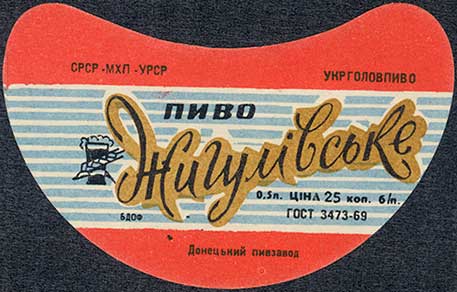 СРСР -МХП -УРСР
УКРГОЛОВПИВО
ПИВО
Жигулівське
0.5л. ЦІНА 25 коп. б/п.
БДОФ
ГОСТ 3473-69
Донецький пивзавод